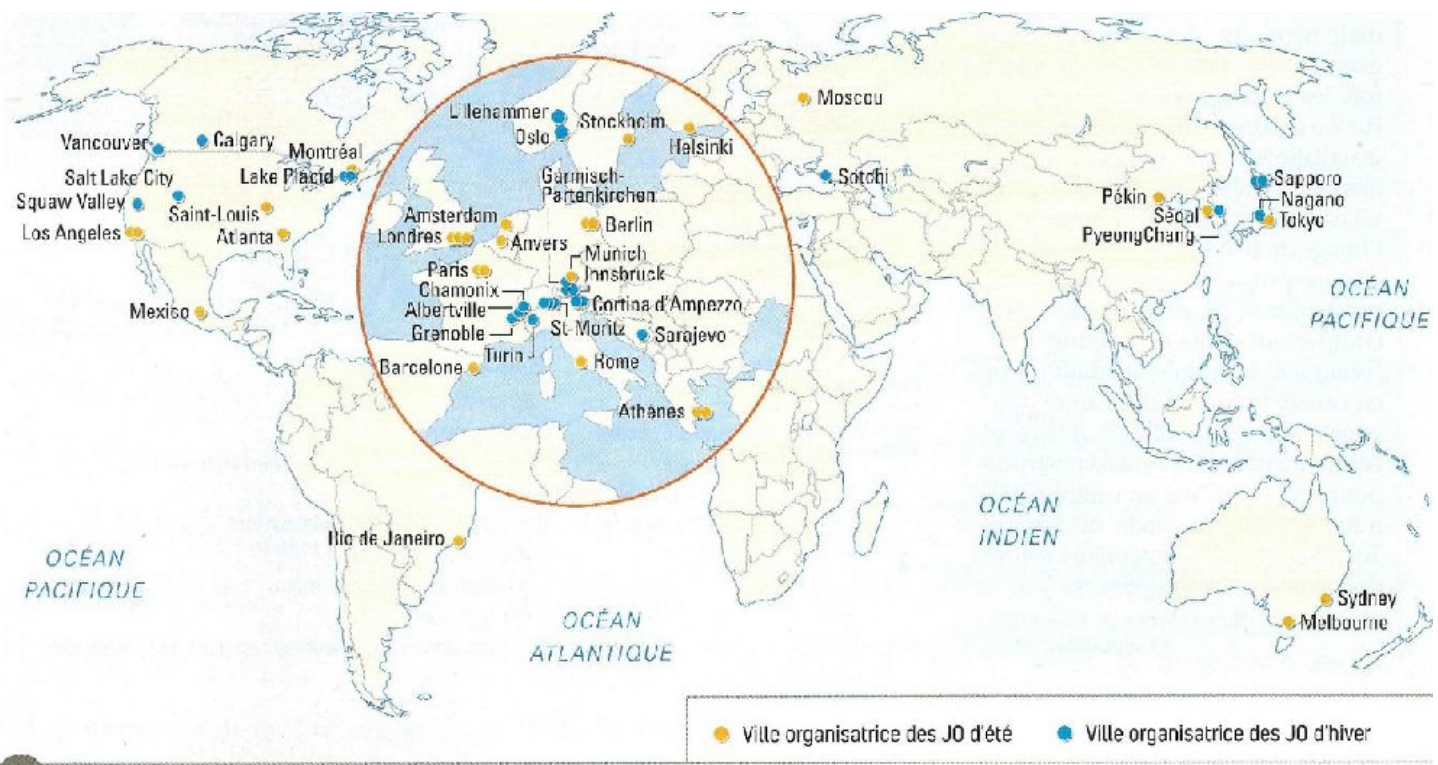 Lillehammer
Oslo
Stockholm
Helsinki
Moscou
Vancouver
Calgary
Montréal
Lake Placid
Salt Lake City
Squaw Valley
Saint-Louis
Los Angeles
Atlanta
Mexico
Garmisch-
Partenkirchen
Amsterdam
Londres
Berlin
Anvers
Munich
Innsbruck
Paris
Chamonix
Albertville
Grenoble
Cortina d'Ampezzo
St-Moritz
Sarajevo
Turin
Rome
Barcelone
Athènes
Sotchi
Pékin
Séoul
PyeongChang
Sapporo
Nagano
Tokyo
OCÉAN
PACIFIQUE
Rio de Janeiro
OCÉAN
PACIFIQUE
OCÉAN
ATLANTIQUE
OCÉAN
INDIEN
Sydney
Melbourne
Ville organisatrice des JO d'été
Ville organisatrice des JO d'hiver